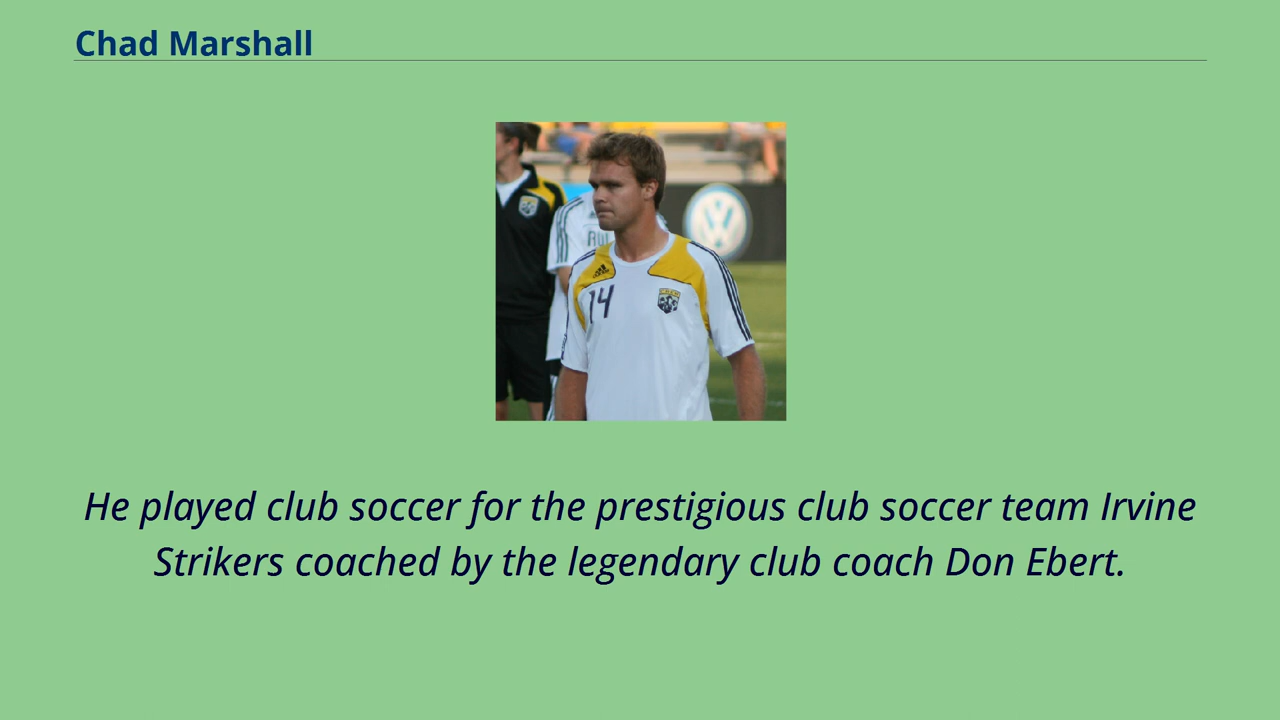 Chad Marshall
14
He played club soccer for the prestigious club soccer team Irvine
Strikers coached by the legendary club coach Don Ebert.